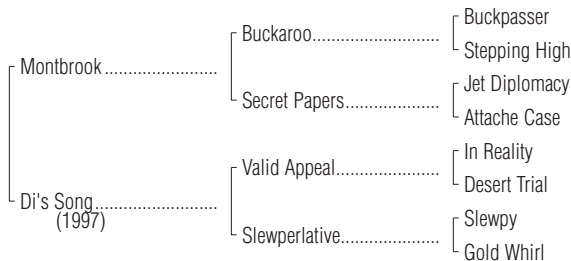 Buckpasser
Buckaroo
Stepping High
Montbrook
Jet Diplomacy
Secret Papers
Attache Case
In Reality
Valid Appeal
Desert Trial
Di's Song
(1997)
Slewpy
Slewperlative
Gold Whirl